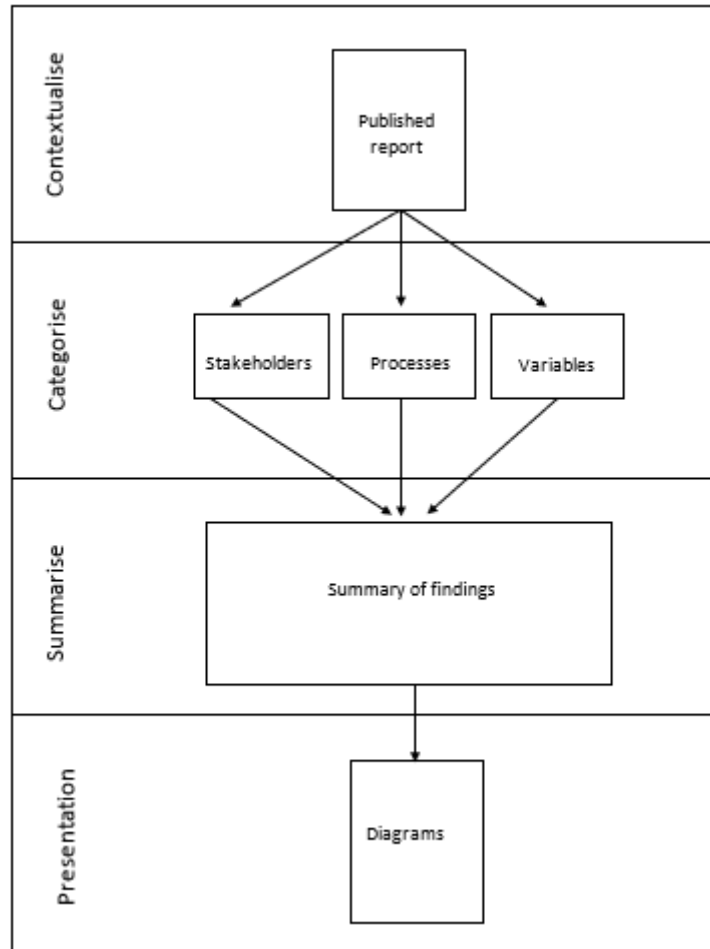 Contextualise
Published
report
Categorise
Stakeholders
Processes
Variables
Summarise
Summary of findings
Presentation
Diagrams